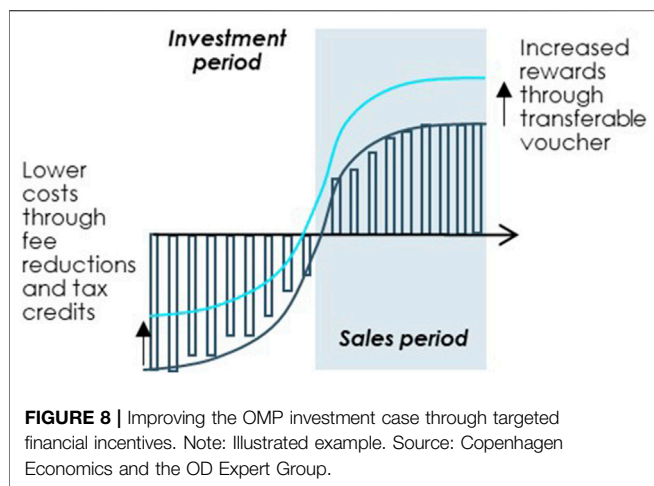 Investment
period
Increased
rewards
through
transferable
voucher
Lower
costs
through
fee
reductions
and tax
credits
Sales period
FIGURE 8 | Improving the OMP investment case through targeted
financial incentives. Note: Illustrated example. Source: Copenhagen
Economics and the OD Expert Group.